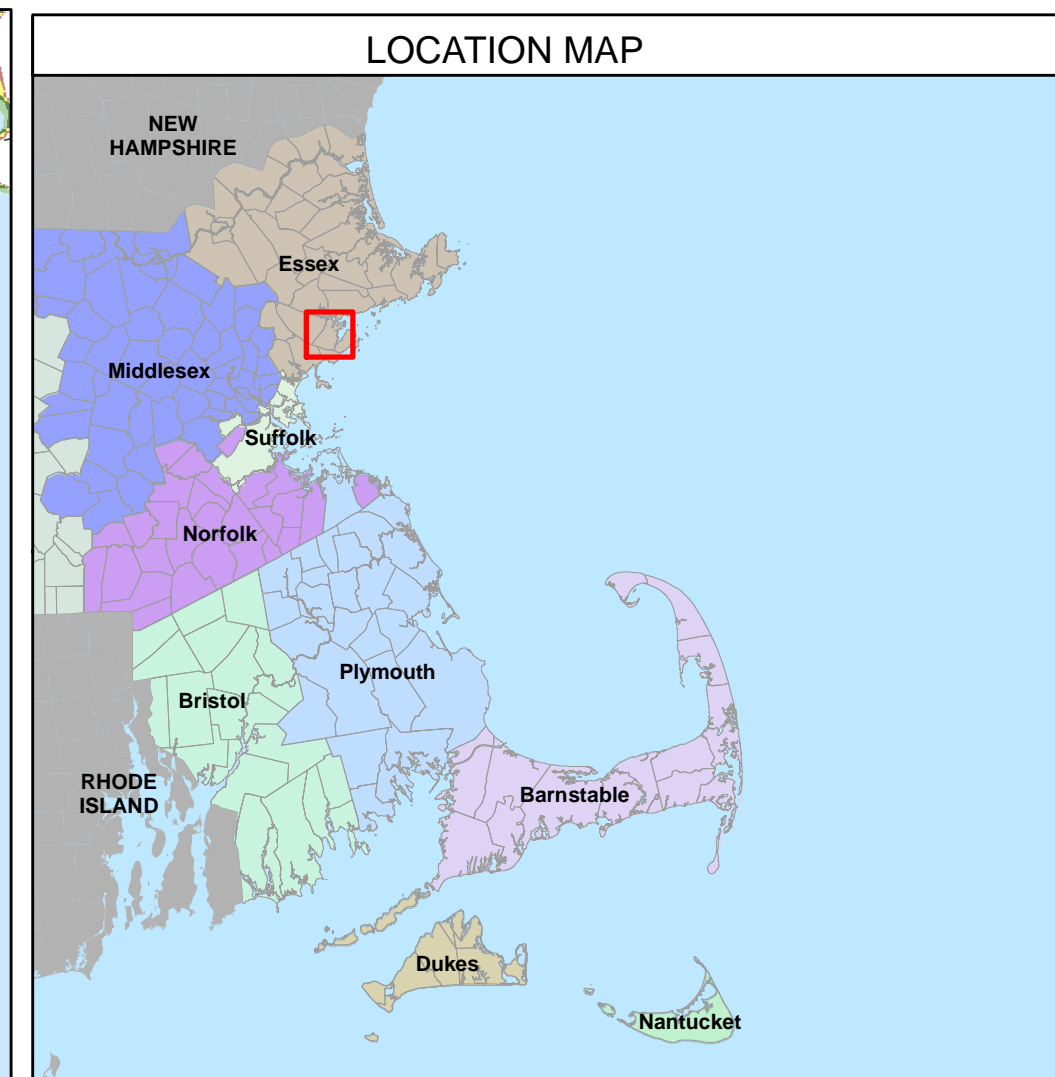 LOCATION MAP
NEW
HAMPSHIRE
Essex
Middlesex
Suffolk
Norfolk
Plymouth
Bristol
RHODE
ISLAND
Barnstable
Dukes
Nantucket